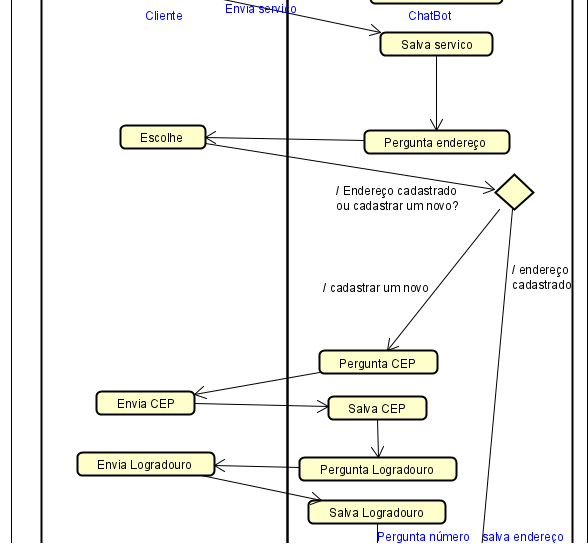 Envia serviço
Cliente
ChatBot
Salva servico
Escolhe
Pergunta endereço
/ Endereço cadastrado
ou cadastrar um novo?
/ endereço
cadastrado
/ cadastrar um novo
Pergunta CEP
Envia CEP
Salva CEP
Envia Logradouro
Pergunta Logradouro
Salva Logradouro
Pergunta número
salva endereço